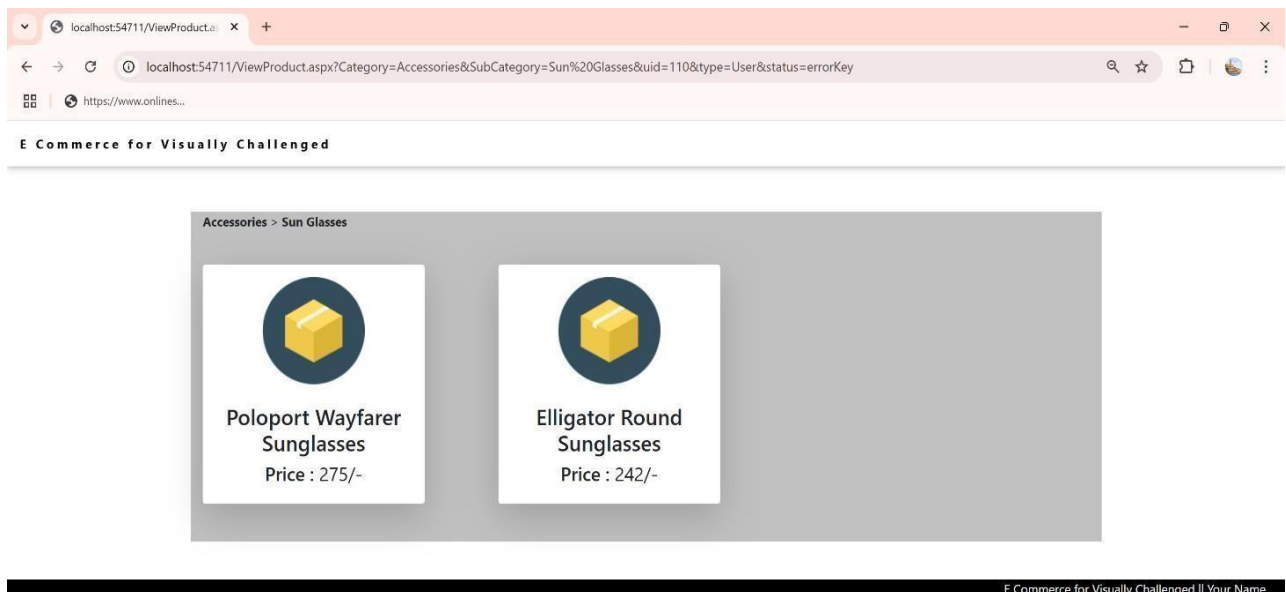 localhost:54711/ViewProduct.a
localhost:54711/ViewProduct.aspx?Category=Accessories&SubCategory=Sun%20Glasses&uid=110&type=User&status=errorKey
https://www.onlines...
E Commerce for Visually Challenged
Accessories > Sun Glasses
Poloport Wayfarer
Sunglasses
Price : 275/-
Elligator Round
Sunglasses
Price : 242/-
E Commerce for Visually Challenged || Your Name